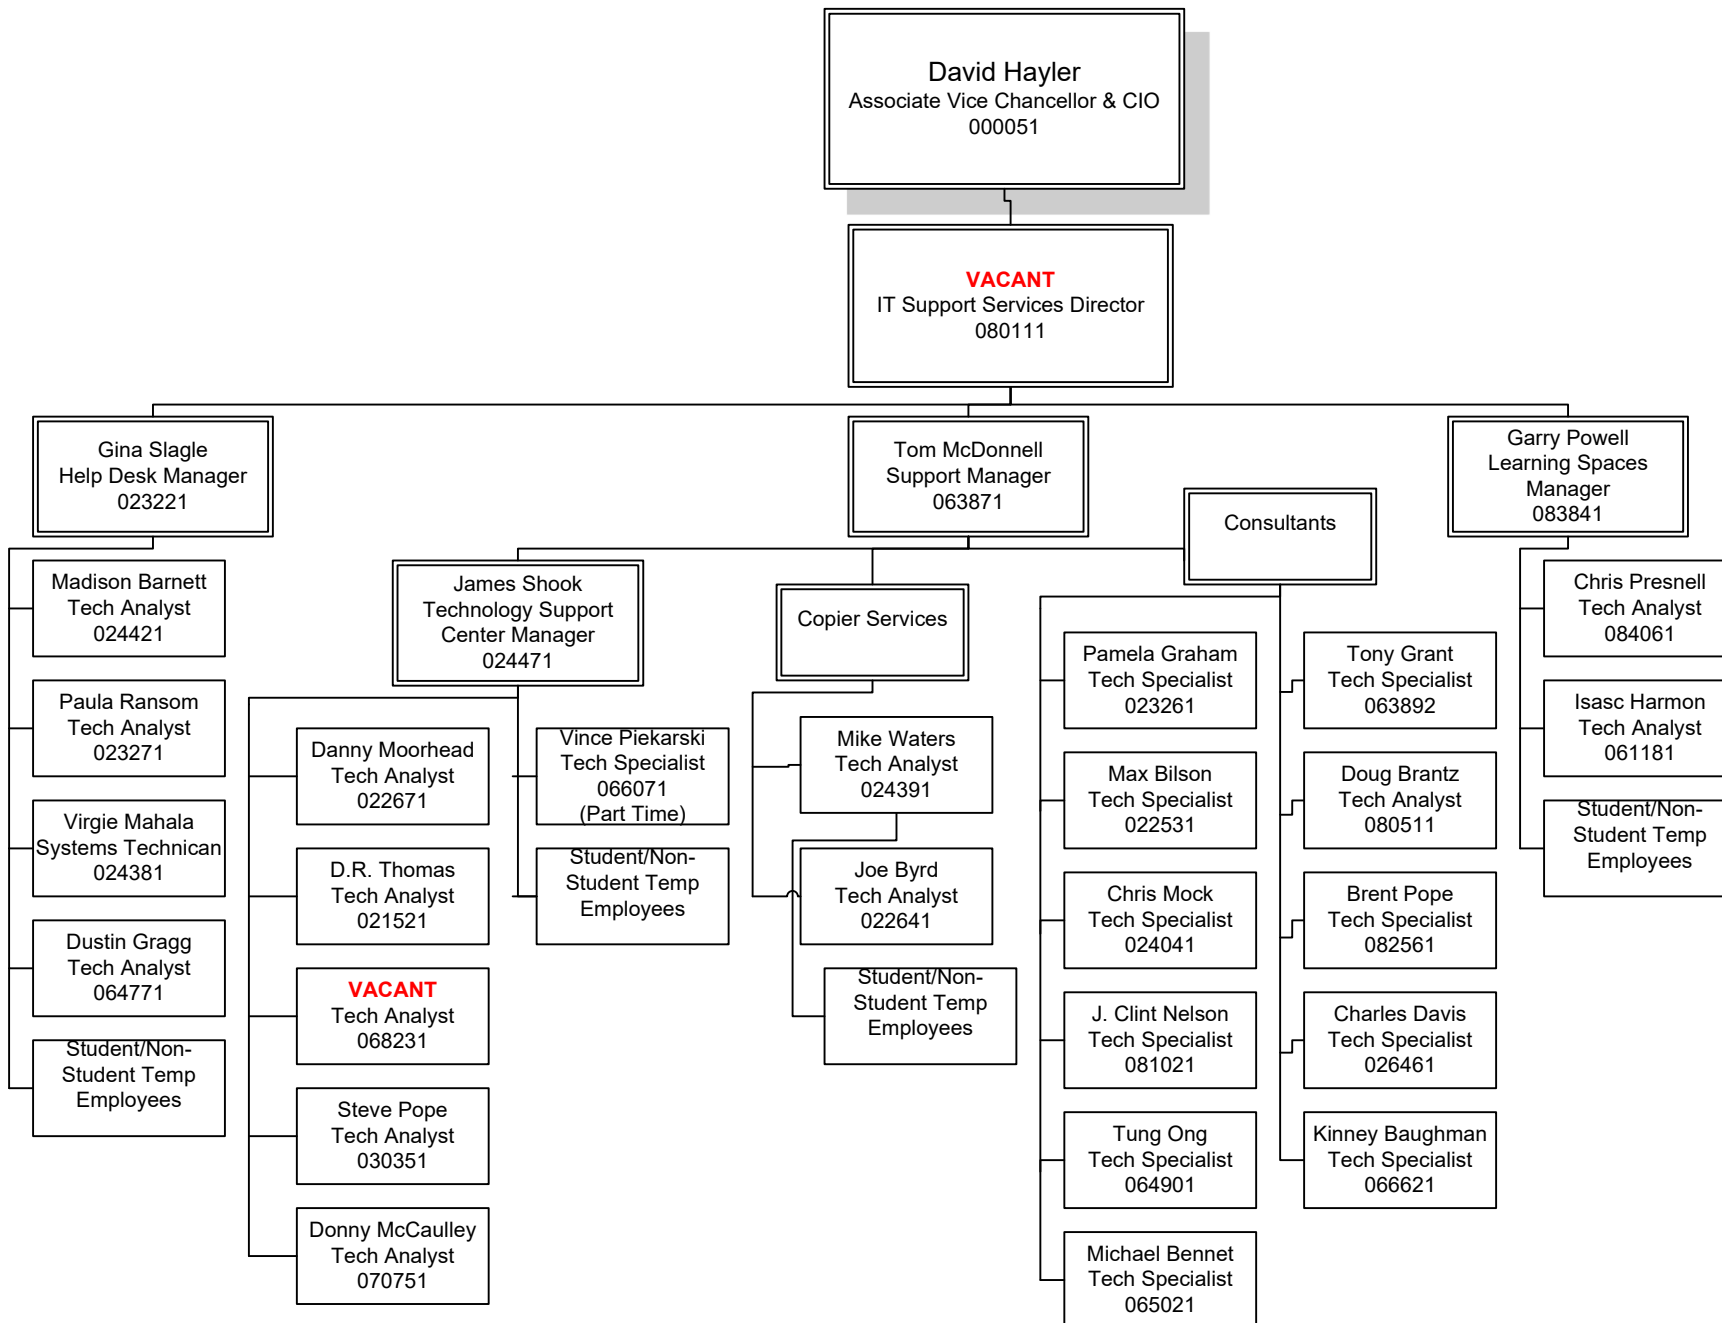 David Hayler
Associate Vice Chancellor & CIO
000051
VACANT
IT Support Services Director
080111
Gina Slagle
Help Desk Manager
023221
Tom McDonnell
Support Manager
063871
Garry Powell
Learning Spaces
Manager
083841
Madison Barnett
Tech Analyst
024421
Paula Ransom
Tech Analyst
023271
Virgie Mahala
Systems Technican
024381
Dustin Gragg
Tech Analyst
064771
Student/Non-
Student Temp
Employees
James Shook
Technology Support
Center Manager
024471
Danny Moorhead
Tech Analyst
022671
D.R. Thomas
Tech Analyst
021521
VACANT
Tech Analyst
068231
Steve Pope
Tech Analyst
030351
Donny McCaulley
Tech Analyst
070751
Vince Piekarski
Tech Specialist
066071
(Part Time)
Student/Non-
Student Temp
Employees
Copier Services
Mike Waters
Tech Analyst
024391
Joe Byrd
Tech Analyst
022641
Student/Non-
Student Temp
Employees
Consultants
Pamela Graham
Tech Specialist
023261
Max Bilson
Tech Specialist
022531
Chris Mock
Tech Specialist
024041
J. Clint Nelson
Tech Specialist
081021
Tung Ong
Tech Specialist
064901
Michael Bennet
Tech Specialist
065021
Tony Grant
Tech Specialist
063892
Doug Brantz
Tech Analyst
080511
Brent Pope
Tech Specialist
082561
Charles Davis
Tech Specialist
026461
Kinney Baughman
Tech Specialist
066621
Chris Presnell
Tech Analyst
084061
Isasc Harmon
Tech Analyst
061181
Student/Non-
Student Temp
Employees